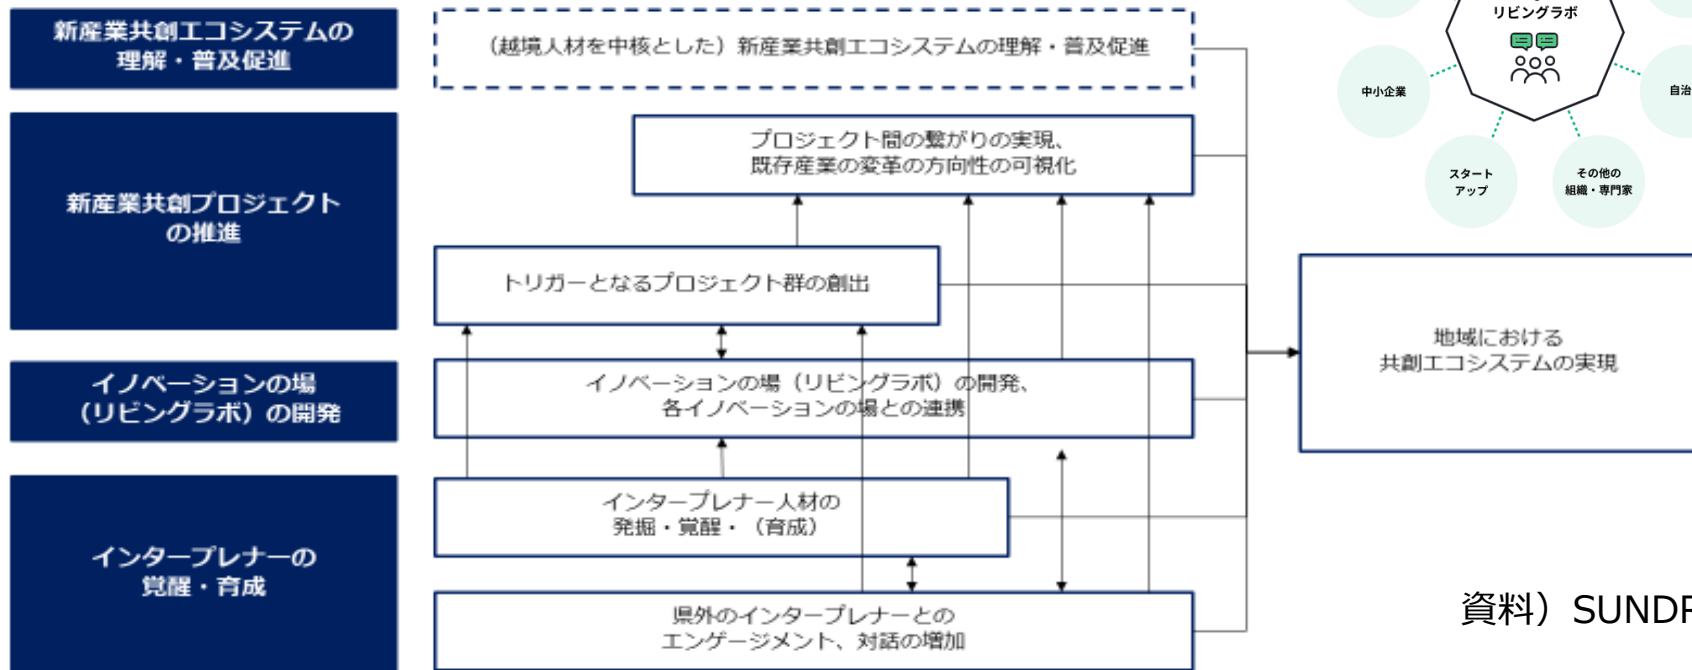 新産業共創エコシステムの
理解・普及促進
（越境人材を中核とした）新産業共創エコシステムの理解・普及促進
新産業共創プロジェクト
の推進
プロジェクト間の繋がりの実現、
既存産業の変革の方向性の可視化
トリガーとなるプロジェクト群の創出
イノベーションの場
（リビングラボ）の開発
イノベーションの場（リビングラボ）の開発、
各イノベーションの場との連携
インタープレナーの
覚醒・育成
インタープレナー人材の
発掘・覚醒・（育成）
県外のインタープレナーとの
エンゲージメント、対話の増加
地域における
共創エコシステムの実現
リビングラボ
中小企業
自治
スタート
アップ
その他の
組織・専門家
資料）SUNDR